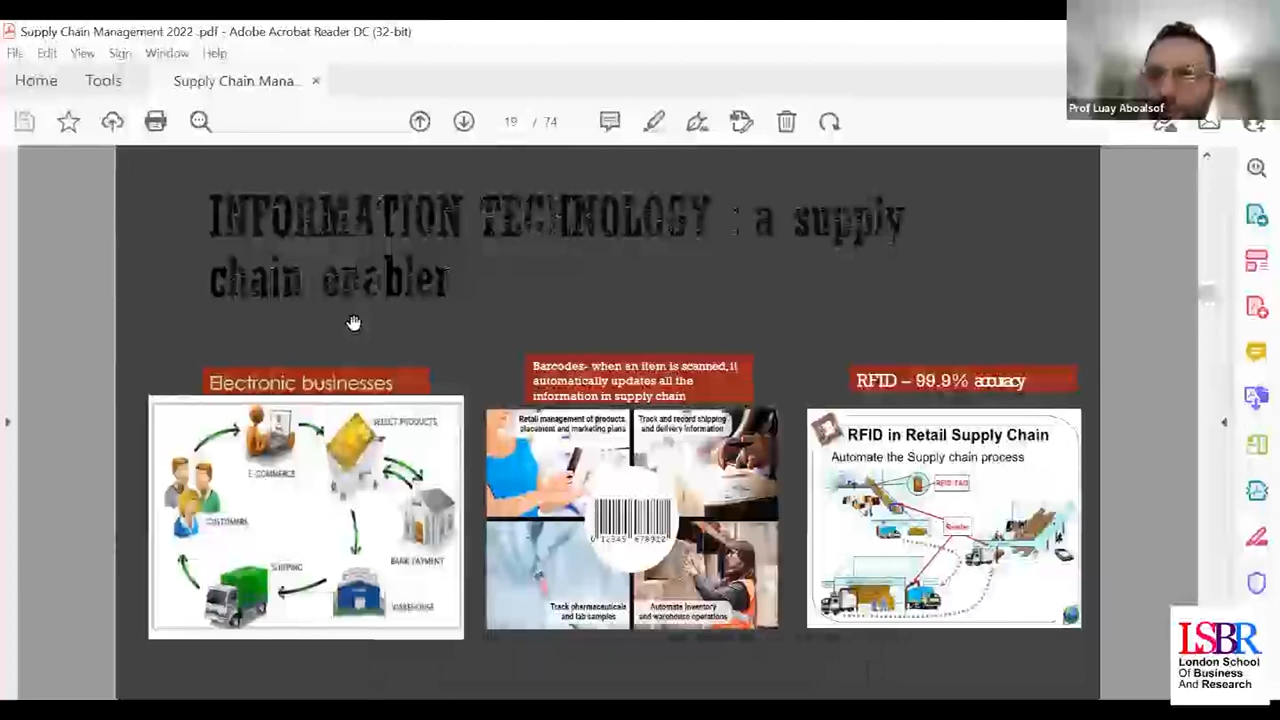 Supply Chain Management 2022 .pdf - Adobe Acrobat Reader DC (32-bit)
File Edit View Sign Window Help
Home Tools Supply Chain Mana... ×
19 / 74
Prof Luay Aboalsof
INFORMATION TECHNOLOGY : a supply
chain enabler
Electronic businesses
E-COMMERCE
SELECT PRODUCTS
CUSTOMERS
BANK PAYMENT
SHIPPING
WAREHOUSE
Barcodes- when an item is scanned, it
automatically updates all the
information in supply chain
Retail management of products,
placement and marketing plans
Track and record shipping
and delivery information
Track pharmaceuticals
and lab samples
Automate inventory
and warehouse operations
RFID – 99.9% accuracy
RFID in Retail Supply Chain
Automate the Supply chain process
RFID TAG
Reader
LSBR
London School
Of Business
And Research